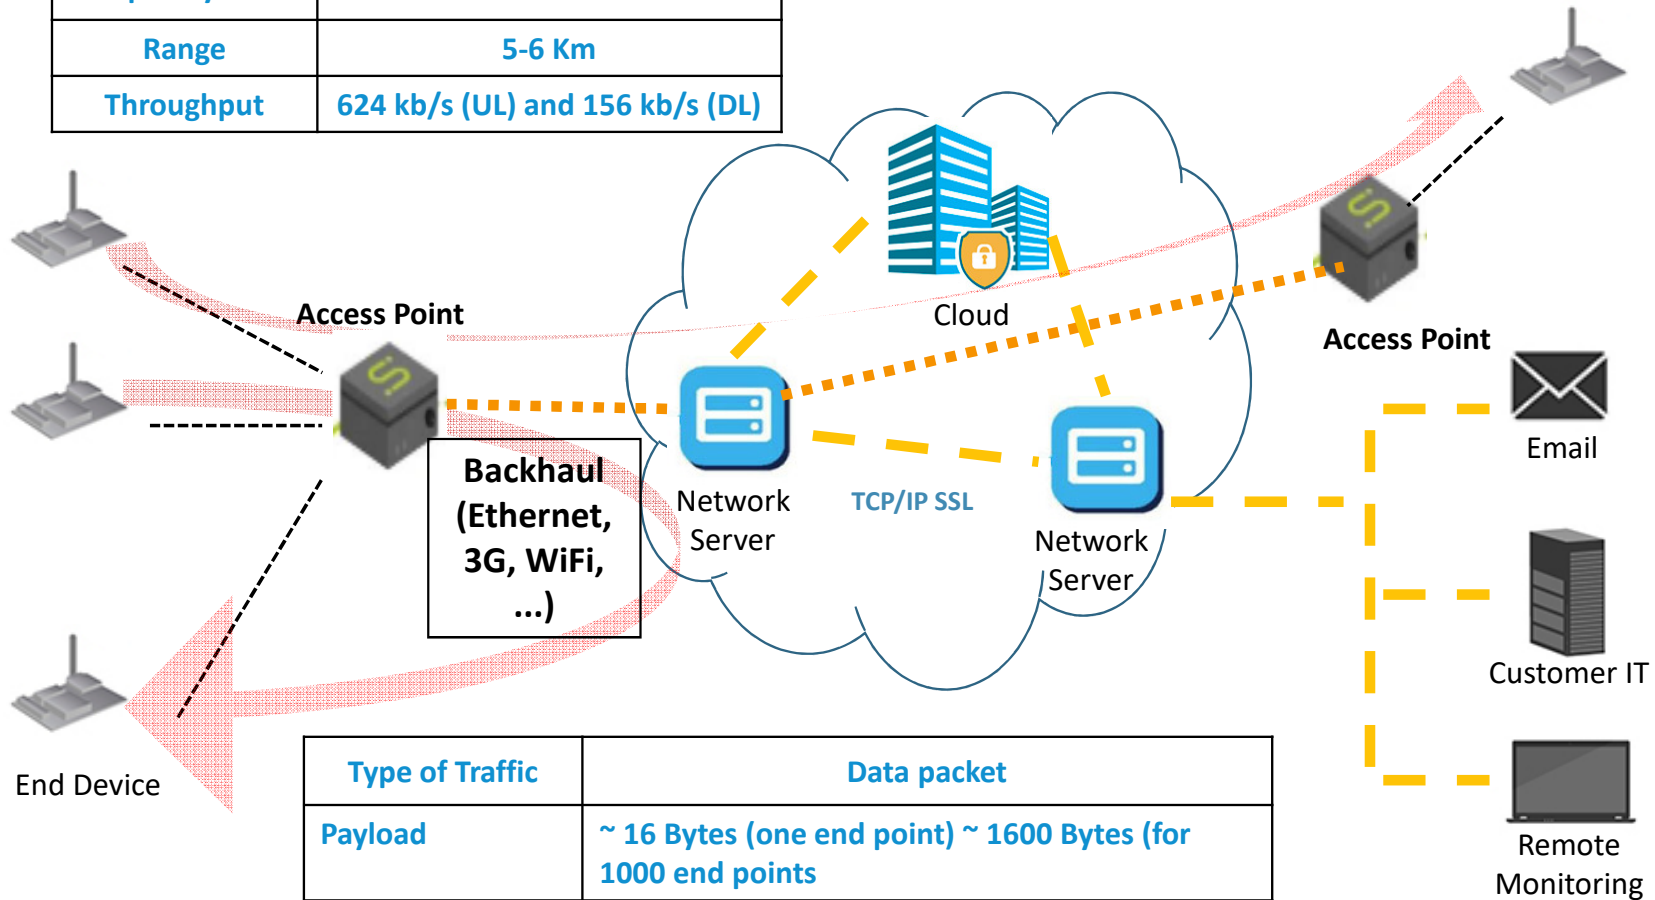 Range
5-6 Km
Throughput
624 kb/s (UL) and 156 kb/s (DL)
Access Point
Cloud
Access Point
Backhaul
(Ethernet,
3G, WiFi,
...)
Network
Server
TCP/IP SSL
Network
Server
Email
Customer IT
Remote
Monitoring
End Device
Type of Traffic
Data packet
Payload
~ 16 Bytes (one end point) ~ 1600 Bytes (for
1000 end points